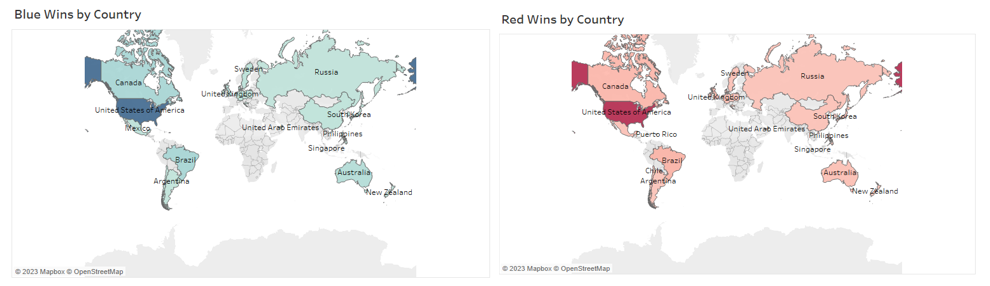 Blue Wins by Country
Sweden
Russia
Canada
United Kingdom
United States of America
South Korea
Mexico
United Arab Emirates
Philippines
Singapore
Brazil
Australia
Argentina
New Zealand
© 2023 Mapbox © OpenStreetMap
Red Wins by Country
Sweden
Russia
Canada
United Kingdom
United States of America
South Korea
Puerto Rico
United Arab Emirates
Philippines
Singapore
Brazil
Chile
Australia
Argentina
New Zealand
© 2023 Mapbox © OpenStreetMap